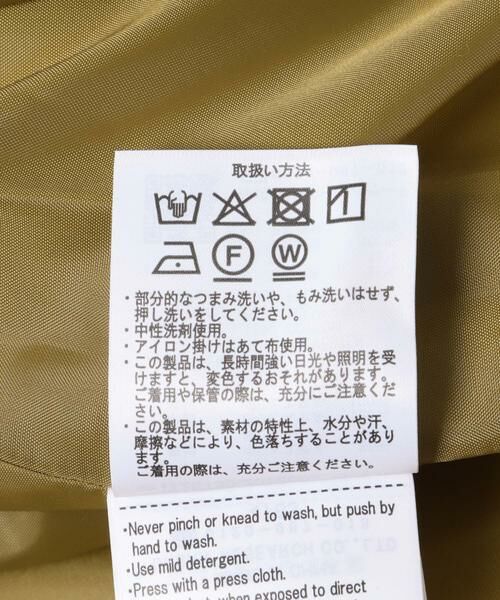 取扱い方法
F W
・部分的なつまみ洗いや、もみ洗いはせず、
押し洗いをしてください。
・中性洗剤使用。
・アイロン掛けはあて布使用。
・この製品は、長時間強い日光や照明を受
けますと、変色するおそれがあります。
ご着用や保管の際は、充分にご注意くだ
さい。
・この製品は、素材の特性上、水分や汗、
摩擦などにより、色落ちすることがあり
ます。
ご着用の際は、充分ご注意ください。
・Never pinch or knead to wash, but push by
hand to wash.
・Use mild detergent.
・Press with a press cloth.
when exposed to direct